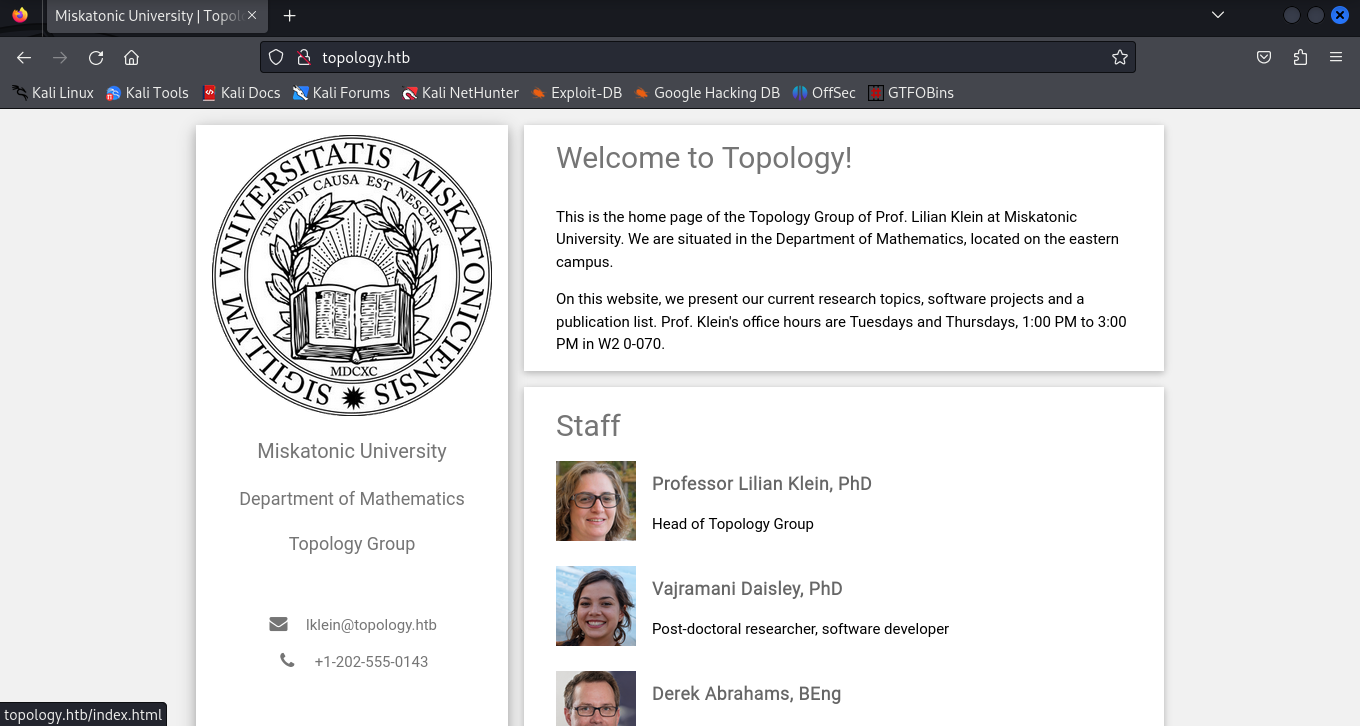 Miskatonic University | Topol
topology.htb
Kali Linux Kali Tools Kali Docs Kali Forums Kali NetHunter Exploit-DB Google Hacking DB OffSec GTFOBins
SIGILLVM VNIVERSITATIS MISKATONICIENSIS
TIMENDI CAUSA EST NESCIRE
MDCXC
Miskatonic University
Department of Mathematics
Topology Group
lklein@topology.htb
+1-202-555-0143
Welcome to Topology!
This is the home page of the Topology Group of Prof. Lilian Klein at Miskatonic
University. We are situated in the Department of Mathematics, located on the eastern
campus.
On this website, we present our current research topics, software projects and a
publication list. Prof. Klein's office hours are Tuesdays and Thursdays, 1:00 PM to 3:00
PM in W2 0-070.
Staff
Professor Lilian Klein, PhD
Head of Topology Group
Vajramani Daisley, PhD
Post-doctoral researcher, software developer
Derek Abrahams, BEng
topology.htb/index.html